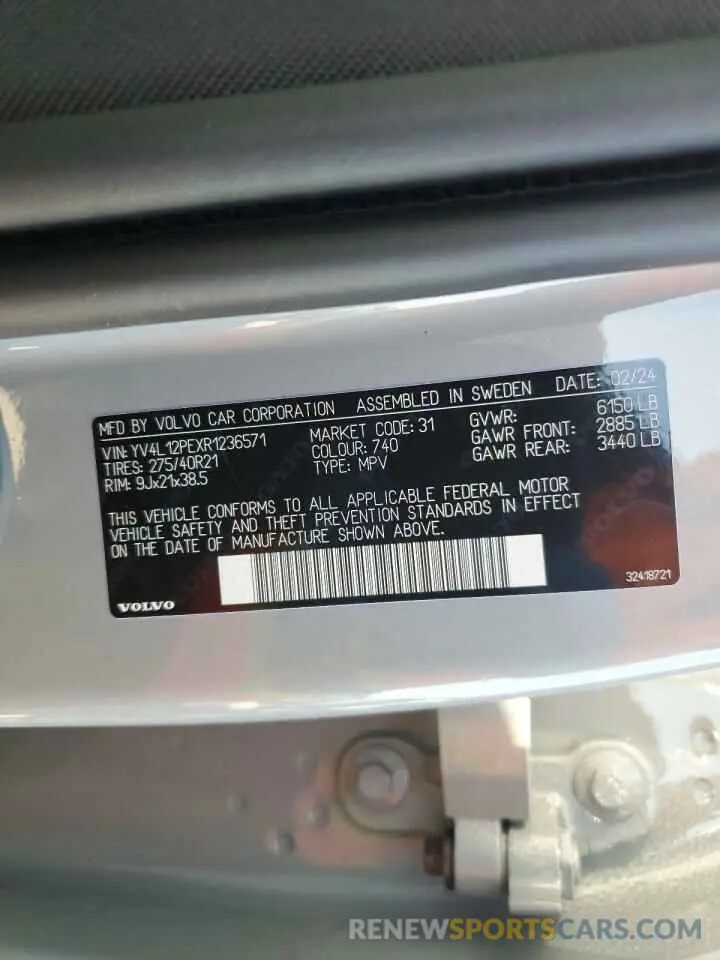 MFD BY VOLVO CAR CORPORATION ASSEMBLED IN SWEDEN DATE: 02/24
VIN: YV4L12PEXR1236571 MARKET CODE: 31 GVWR: 6150 LB
TIRES: 275/40R21 COLOUR: 740 GAWR FRONT: 2885 LB
RIM: 9Jx21x38.5 TYPE: MPV GAWR REAR: 3440 LB
THIS VEHICLE CONFORMS TO ALL APPLICABLE FEDERAL MOTOR
VEHICLE SAFETY AND THEFT PREVENTION STANDARDS IN EFFECT
ON THE DATE OF MANUFACTURE SHOWN ABOVE.
VOLVO 32418721
RENEWSPORTSCARS.COM